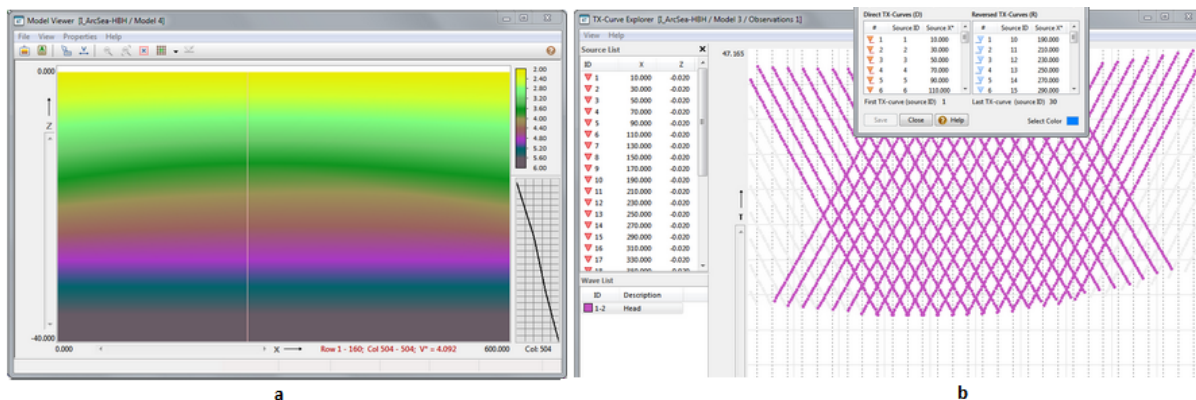 Model Viewer [I_ArcSea-HBH / Model 4]
File View Properties Help
0.000
Z
-40.000
0.000
X
Row 1 - 160; Col 504 - 504; V* = 4.092
600.000
2.00
2.40
2.80
3.20
3.60
4.00
4.40
4.80
5.20
5.60
6.00
Col: 504
a
TX-Curve Explorer [I_ArcSea-HBH / Model 3 / Observations 1]
View Help
Source List
ID X Z
1 10.000 -0.020
2 30.000 -0.020
3 50.000 -0.020
4 70.000 -0.020
5 90.000 -0.020
6 110.000 -0.020
7 130.000 -0.020
8 150.000 -0.020
9 170.000 -0.020
10 190.000 -0.020
11 210.000 -0.020
12 230.000 -0.020
13 250.000 -0.020
14 270.000 -0.020
15 290.000 -0.020
16 310.000 -0.020
17 330.000 -0.020
Wave List
ID Description
1-2 Head
47.165
T
Direct TX-Curves (D)
# Source ID Source X*
1 1 10.000
2 2 30.000
3 3 50.000
4 4 70.000
5 5 90.000
6 6 110.000
Reversed TX-Curves (R)
# Source ID Source X*
1 10 190.000
2 11 210.000
3 12 230.000
4 13 250.000
5 14 270.000
6 15 290.000
First TX-curve (source ID) 1
Last TX-curve (source ID) 30
Save Close Help
Select Color
b